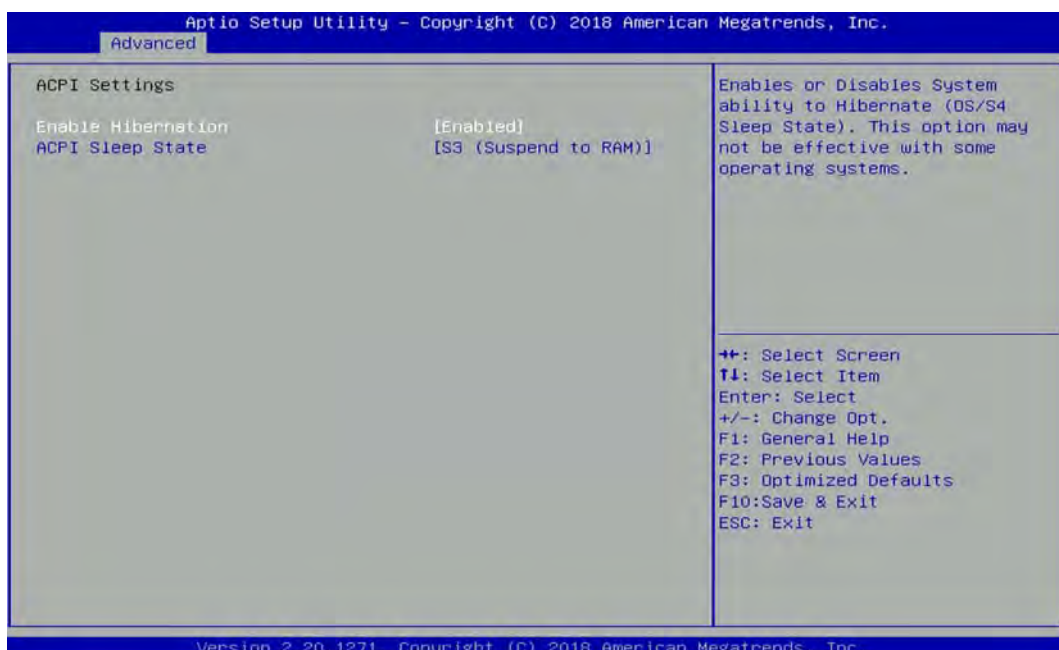 Aptio Setup Utility – Copyright (C) 2018 American Megatrends, Inc.
Advanced
ACPI Settings
Enable Hibernation [Enabled]
ACPI Sleep State [S3 (Suspend to RAM)]
Enables or Disables System
ability to Hibernate (OS/S4
Sleep State). This option may
not be effective with some
operating systems.
→←: Select Screen
↑↓: Select Item
Enter: Select
+/-: Change Opt.
F1: General Help
F2: Previous Values
F3: Optimized Defaults
F10:Save & Exit
ESC: Exit
Version 2.20.1271. Copyright (C) 2018 American Megatrends, Inc.